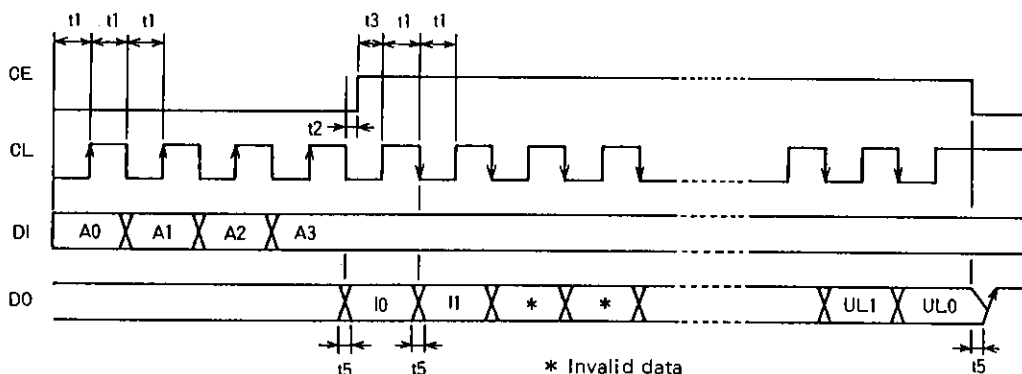 t1 t1 t1 t3 t1 t1
CE
t2
CL
DI A0 A1 A2 A3
DO I0 I1 * * UL1 UL0
t5 t5 * Invalid data t5